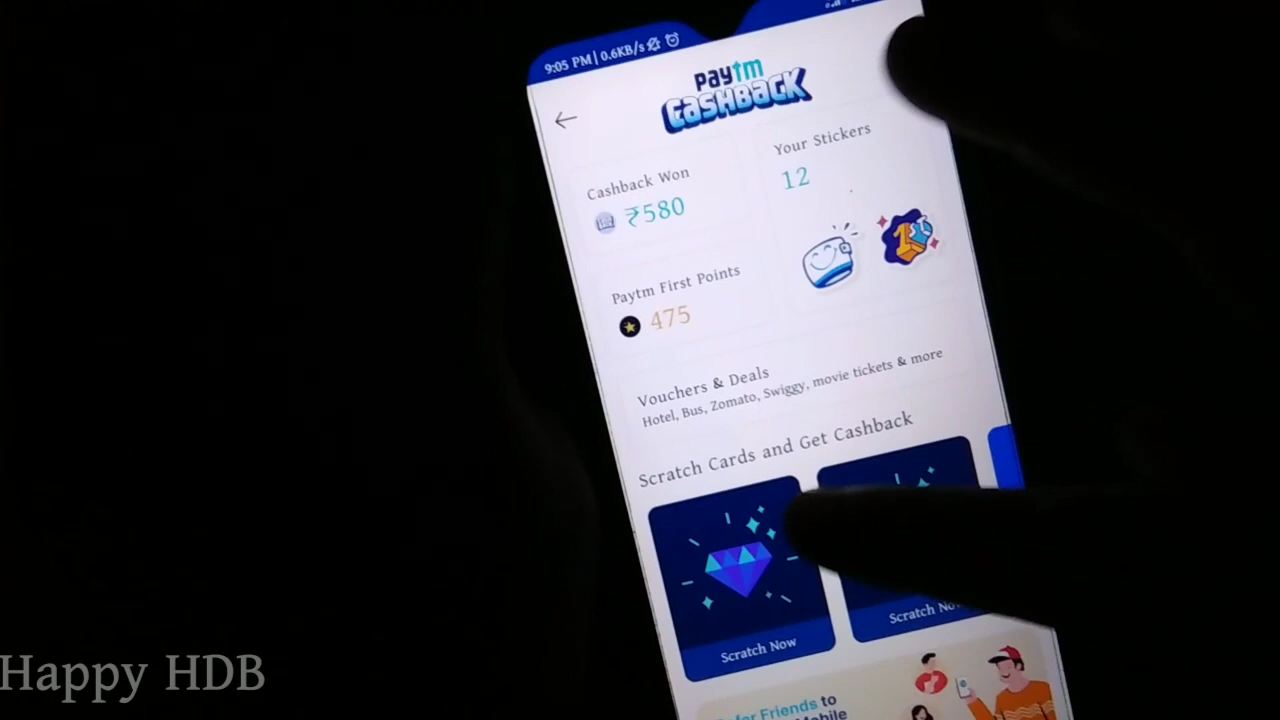 9:05 PM | 0.6KB/s
paytm
CASHBACK
Cashback Won
₹580
Your Stickers
12
Paytm First Points
475
Vouchers & Deals
Hotel, Bus, Zomato, Swiggy, movie tickets & more
Scratch Cards and Get Cashback
Scratch Now
Scratch
Friends to
Mobile
Happy HDB